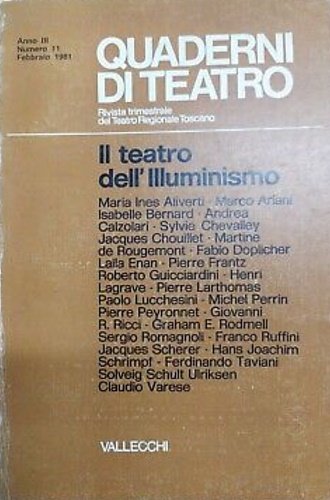 Anno III
Numero 11
Febbraio 1981
QUADERNI
DI TEATRO
Rivista trimestrale
del Teatro Regionale Toscano
Il teatro
dell'Illuminismo
Maria Ines Aliverti · Marco Ariani
Isabelle Bernard · Andrea
Calzolari · Sylvie Chevalley
Jacques Chouillet · Martine
de Rougemont · Fabio Doplicher
Laila Enan · Pierre Frantz
Roberto Guicciardini · Henri
Lagrave · Pierre Larthomas
Paolo Lucchesini · Michel Perrin
Pierre Peyronnet · Giovanni
R. Ricci · Graham E. Rodmell
Sergio Romagnoli · Franco Ruffini
Jacques Scherer · Hans Joachim
Schrimpf · Ferdinando Taviani
Solveig Schult Ulriksen
Claudio Varese
VALLECCHI